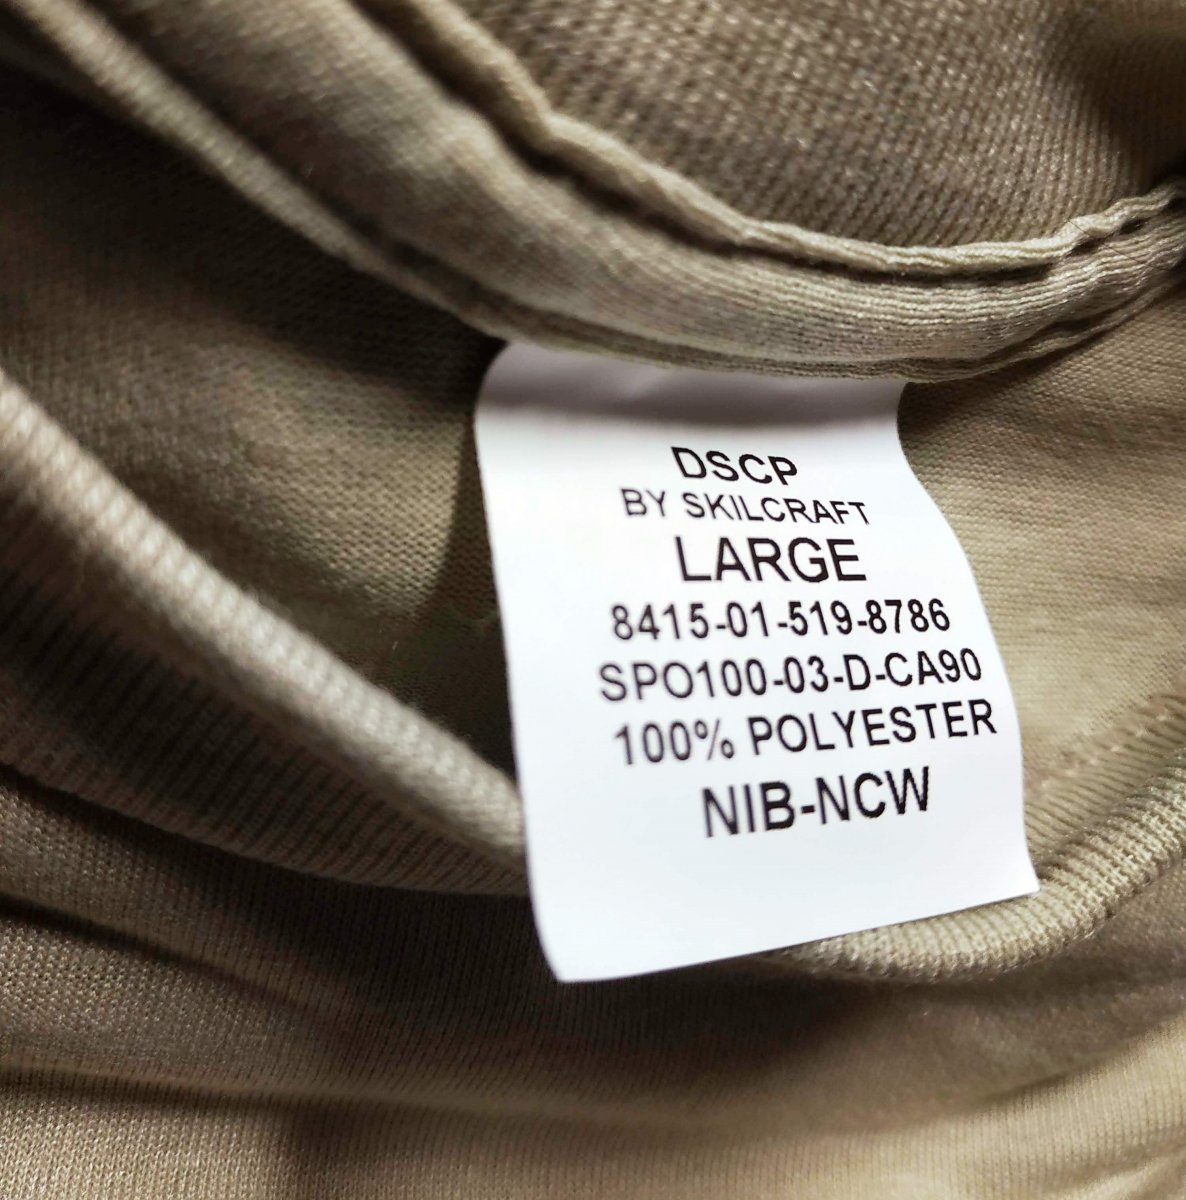 DSCP
BY SKILCRAFT
LARGE
8415-01-519-8786
SPO100-03-D-CA90
100% POLYESTER
NIB-NCW